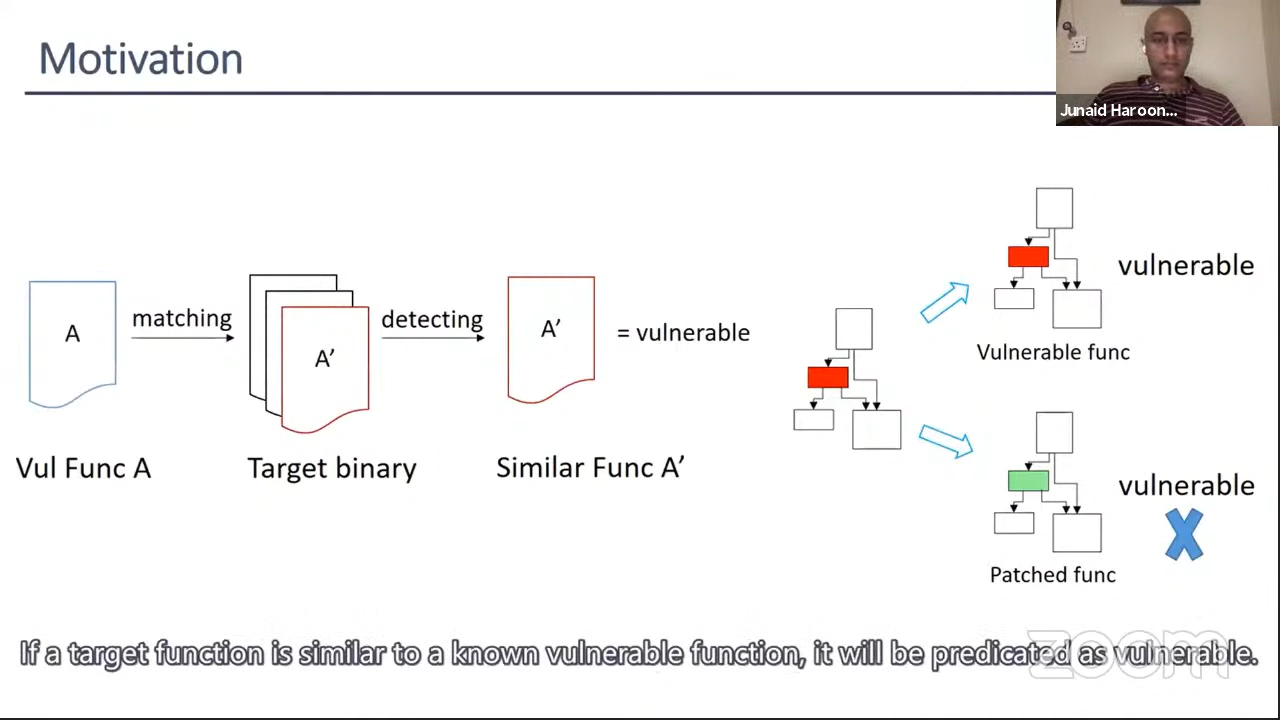 Motivation
Junaid Haroon...
A
matching
A'
detecting
A'
= vulnerable
Vul Func A
Target binary
Similar Func A'
vulnerable
Vulnerable func
vulnerable
Patched func
If a target function is similar to a known vulnerable function, it will be predicated as vulnerable.
zoom